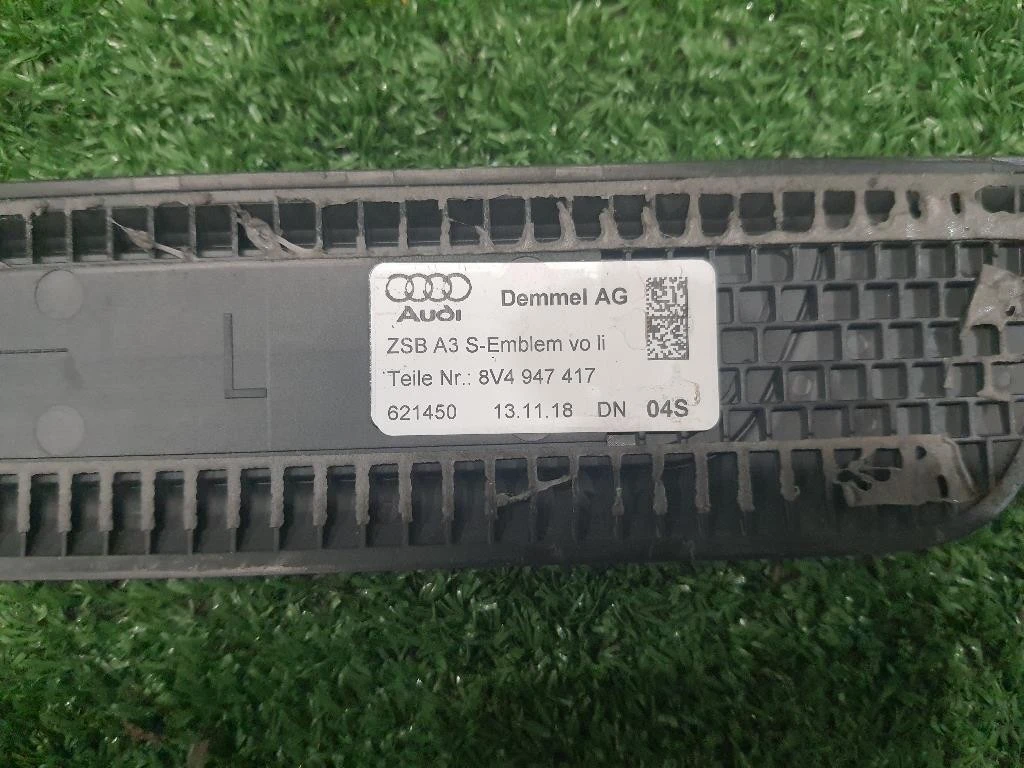 Audi
Demmel AG
ZSB A3 S-Emblem vo li
Teile Nr.: 8V4 947 417
621450 13.11.18 DN 04S
L